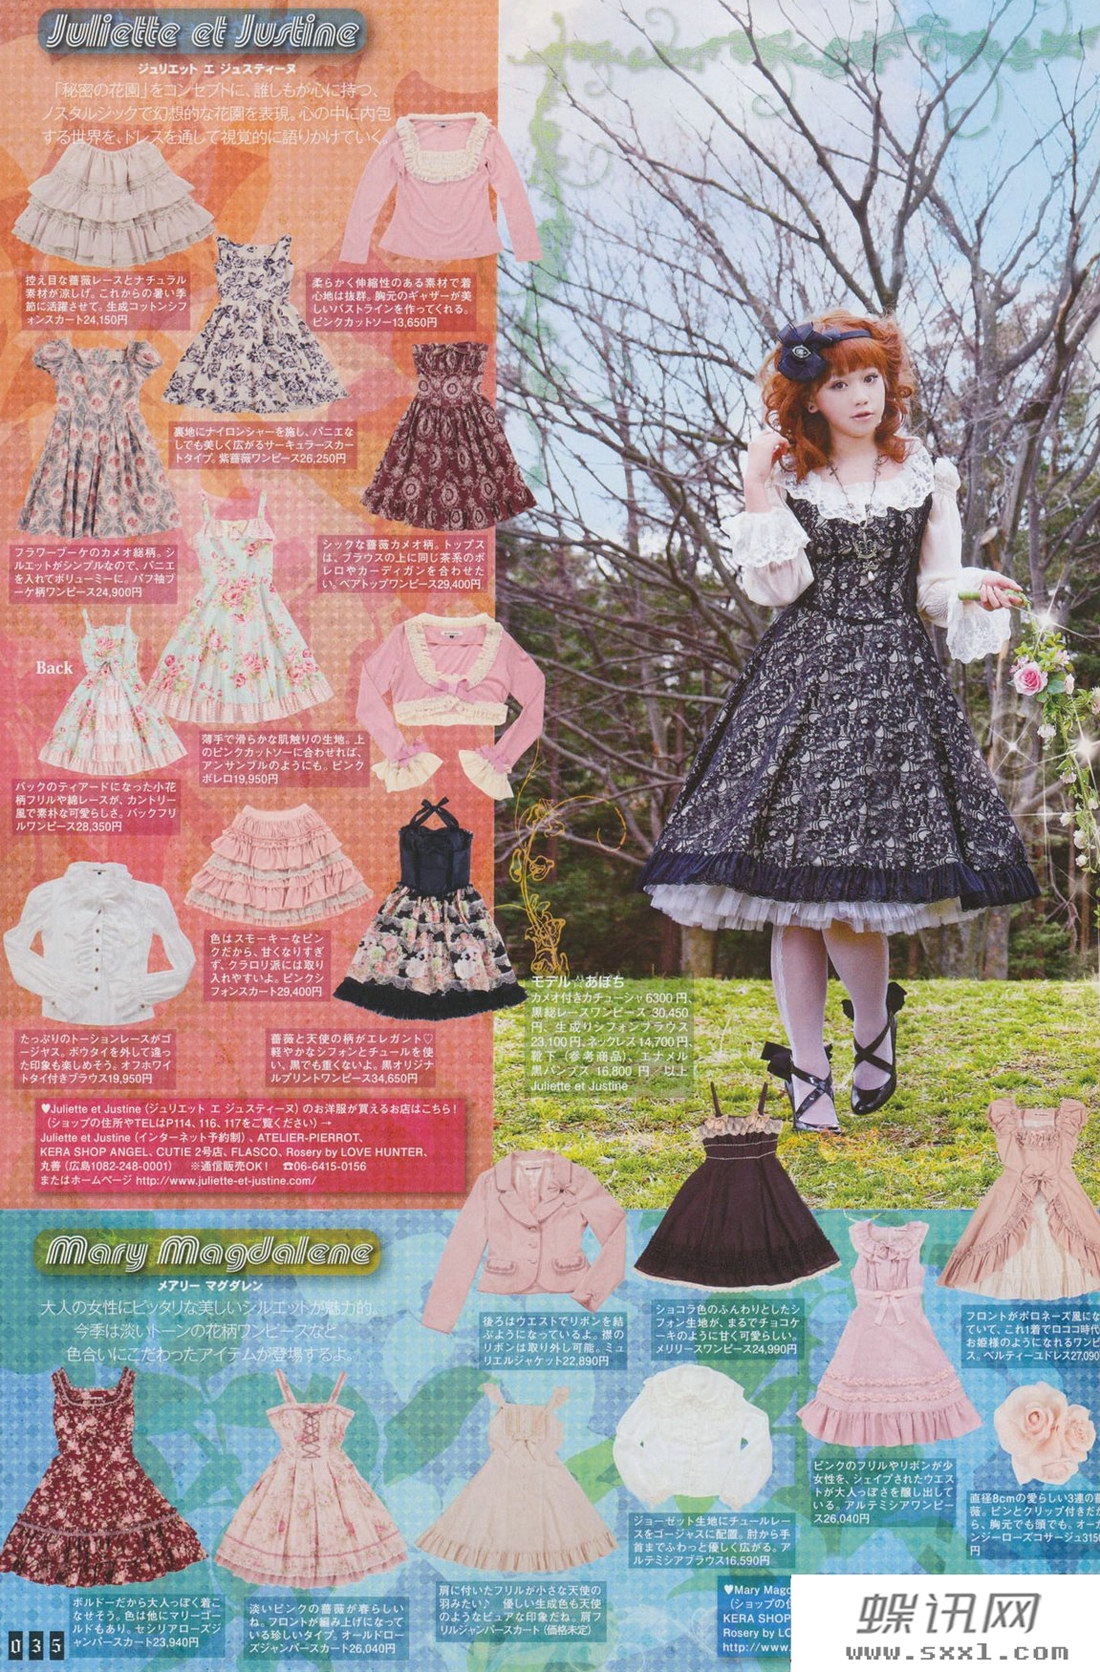 Juliette et Justine
ジュリエット エ ジュスティーヌ
「秘密の花園」をコンセプトに、誰しもが心に持つ、
ノスタルジックで幻想的な花園を表現。心の中に内包
する世界を、ドレスを通して視覚的に語りかけていく。
控え目な薔薇レースとナチュラル
素材が涼しげ。これからの暑い季
節に活躍させて。生成コットンシフ
ォンスカート24,150円
柔らかく伸縮性のある素材で着
心地は抜群。胸元のギャザーが美
しいバストラインを作ってくれる。
ピンクカットソー13,650円
裏地にナイロンシャーを施し、パニエな
しでも美しく広がるサーキュラースカー
トタイプ。紫薔薇ワンピース26,250円
フラワーブーケのカメオ総柄。シ
ルエットがシンプルなので、パニエ
を入れてボリューミーに。パフ袖ブ
ーケ柄ワンピース24,900円
シックな薔薇カメオ柄。トップス
は、ブラウスの上に同じ茶系のボ
レロやカーディガンを合わせた
い。ベアトップワンピース29,400円
Back
薄手で滑らかな肌触りの生地。上
のピンクカットソーに合わせれば、
アンサンブルのようにも。ピンク
ボレロ19,950円
バックのティアードになった小花
柄フリルや綿レースが、カントリー
風で素朴な可愛らしさ。バックフリ
ルワンピース28,350円
色はスモーキーなピン
クだから、甘くなりすぎ
ず、クラロリ派には取り
入れやすいよ。ピンクシ
フォンスカート29,400円
たっぷりのトーションレースがゴ
ージャス。ボウタイを外して違っ
た印象も楽しめそう。オフホワイ
トタイ付きブラウス19,950円
薔薇と天使の柄がエレガント♡
軽やかなシフォンとチュールを使
い、黒でも重くないよ。黒オリジナ
ルプリントワンピース34,650円
モデル☆あぽち
カメオ付きカチューシャ6300円、
黒総レースワンピース 30,450
円、生成りシフォンブラウス
23,100円、ネックレス14,700円、
靴下(参考商品)、エナメル
黒パンプス 16,800 円/以上
Juliette et Justine
♥Juliette et Justine(ジュリエット エ ジュスティーヌ)のお洋服が買えるお店はこちら!
(ショップの住所やTELはP114、116、117をご覧ください)→
Juliette et Justine(インターネット予約制)、ATELIER-PIERROT、
KERA SHOP ANGEL、CUTIE 2号店、FLASCO、Rosery by LOVE HUNTER、
丸善(広島1082-248-0001) ※通信販売OK! ☎06-6415-0156
またはホームページ http://www.juliette-et-justine.com/
Mary Magdalene
メアリー マグダレン
大人の女性にピッタリな美しいシルエットが魅力的。
今季は淡いトーンの花柄ワンピースなど、
色合いにこだわったアイテムが登場するよ。
後ろはウエストでリボンを結
ぶようになっているよ。襟の
リボンは取り外し可能。ミュ
リエルジャケット22,890円
ショコラ色のふんわりとしたシ
フォン生地が、まるでチョコケ
ーキのように甘く可愛らしい。
メリリースワンピース24,990円
フロントがポロネーズ風にな
ていて、これ1着でロココ時代
お姫様のようになれるワンピ
ス。ベルティーユドレス27,090
ピンクのフリルやリボンが少
女性を、シェイプされたウエス
トが大人っぽさを醸し出して
いる。アルテミシアワンピー
ス26,040円
ジョーゼット生地にチュールレー
スをゴージャスに配置。肘から手
首までふわっと優しく広がる。ア
ルテミシアブラウス16,590円
直径8cmの愛らしい3連の薔
薇。ピンとクリップ付きだか
ら、胸元でも頭でも。オーガ
ンジーローズコサージュ3150
円
ボルドーだから大人っぽく着こ
なせそう。色は他にマリーゴー
ルドもあり。セシリアローズジ
ャンパースカート23,940円
淡いピンクの薔薇が春らしい
ね。フロントが編み上げになって
いる珍しいタイプ。オールドロー
ズジャンパースカート26,040円
肩に付いたフリルが小さな天使の
羽みたい♪ 優しい生成色も天使
のようなピュアな印象だね。肩フ
リルジャンパースカート(価格未定)
♥Mary Magd
(ショップの住
KERA SHOP
Rosery by LO
http://www.
035
蝶讯网
www.sxxl.com